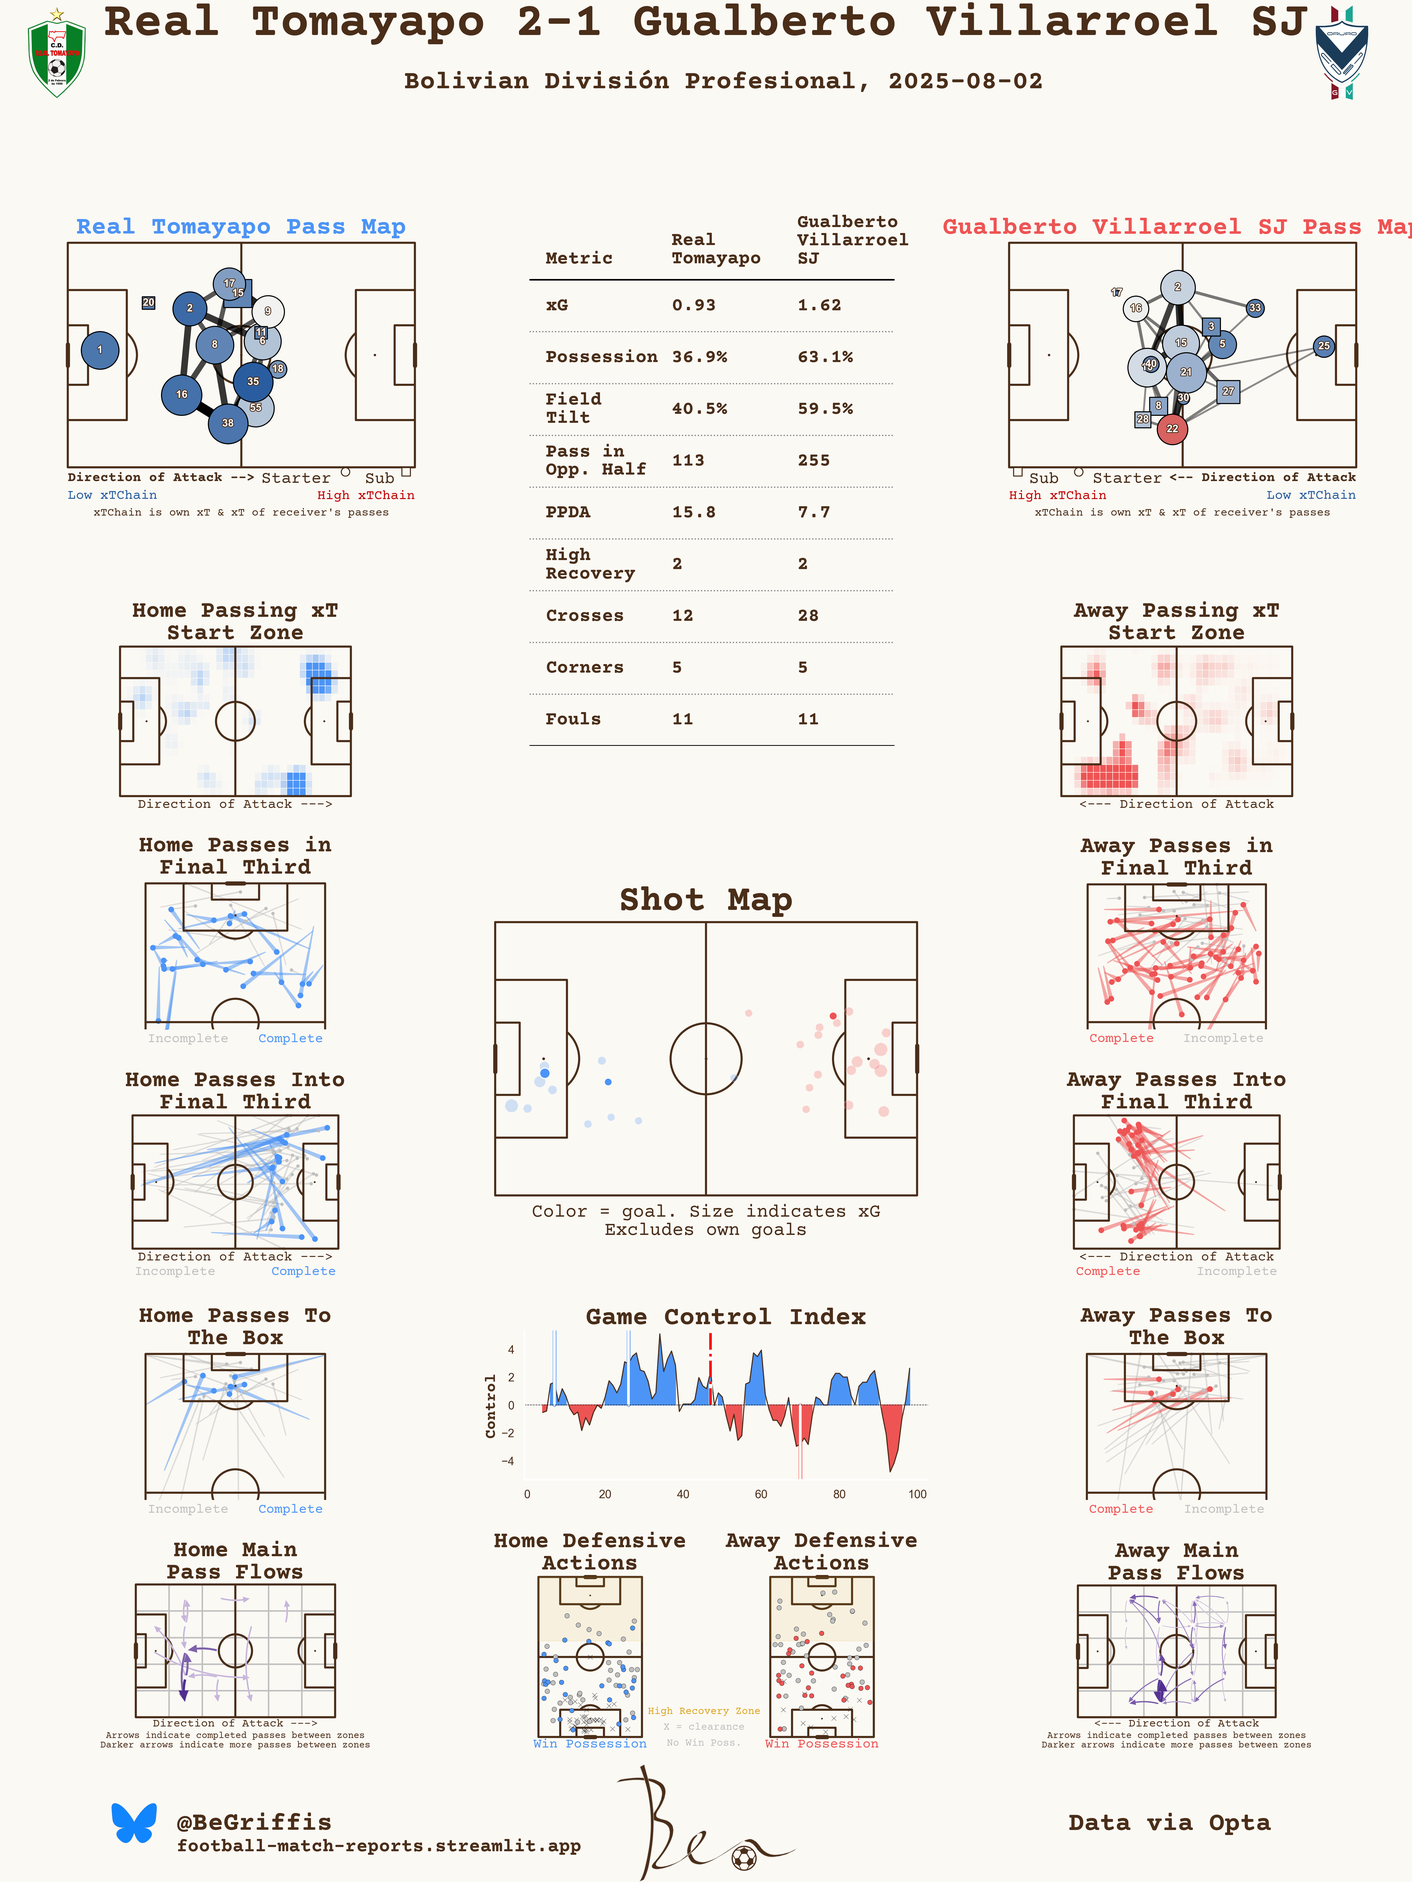 Real Tomayapo 2-1 Gualberto Villarroel SJ
Bolivian División Profesional, 2025-08-02
C.D.
REAL TOMAYAPO
ORURO
G V
Real Tomayapo Pass Map
1
20
2
17
15
9
8
11
6
18
35
16
38
55
Direction of Attack --> Starter Sub
Low xTChain High xTChain
xTChain is own xT & xT of receiver's passes
Metric Real Tomayapo Gualberto Villarroel SJ
xG 0.93 1.62
Possession 36.9% 63.1%
Field Tilt 40.5% 59.5%
Pass in Opp. Half 113 255
PPDA 15.8 7.7
High Recovery 2 2
Crosses 12 28
Corners 5 5
Fouls 11 11
Gualberto Villarroel SJ Pass Map
17
2
16
33
3
15
5
25
40
21
27
30
8
28
22
Sub Starter <-- Direction of Attack
High xTChain Low xTChain
xTChain is own xT & xT of receiver's passes
Home Passing xT
Start Zone
Direction of Attack --->
Away Passing xT
Start Zone
<--- Direction of Attack
Home Passes in
Final Third
Incomplete Complete
Away Passes in
Final Third
Complete Incomplete
Shot Map
Color = goal. Size indicates xG
Excludes own goals
Home Passes Into
Final Third
Direction of Attack --->
Incomplete Complete
Away Passes Into
Final Third
<--- Direction of Attack
Complete Incomplete
Home Passes To
The Box
Incomplete Complete
Game Control Index
Control
4
2
0
−2
−4
0 20 40 60 80 100
Away Passes To
The Box
Complete Incomplete
Home Main
Pass Flows
Direction of Attack --->
Arrows indicate completed passes between zones
Darker arrows indicate more passes between zones
Home Defensive
Actions
Win Possession
High Recovery Zone
X = clearance
No Win Poss.
Away Defensive
Actions
Win Possession
Away Main
Pass Flows
<--- Direction of Attack
Arrows indicate completed passes between zones
Darker arrows indicate more passes between zones
@BeGriffis
football-match-reports.streamlit.app
Ben
Data via Opta